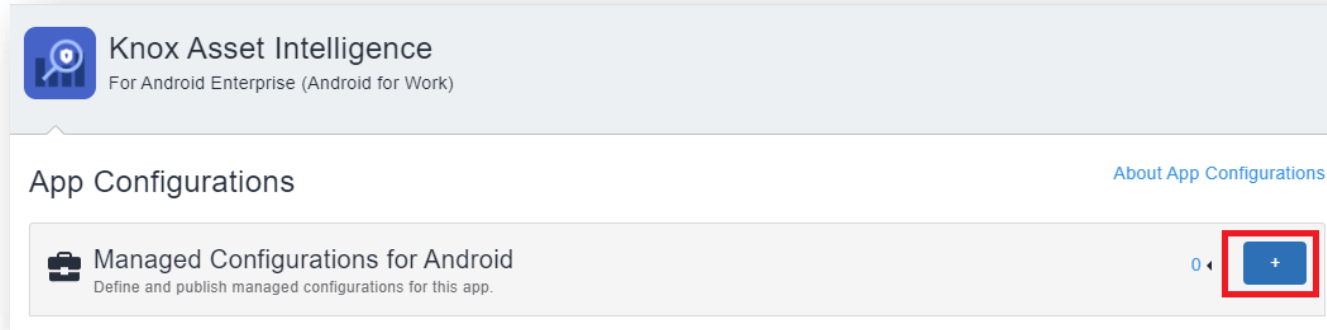 Knox Asset Intelligence
For Android Enterprise (Android for Work)
App Configurations
About App Configurations
Managed Configurations for Android
0
+
Define and publish managed configurations for this app.